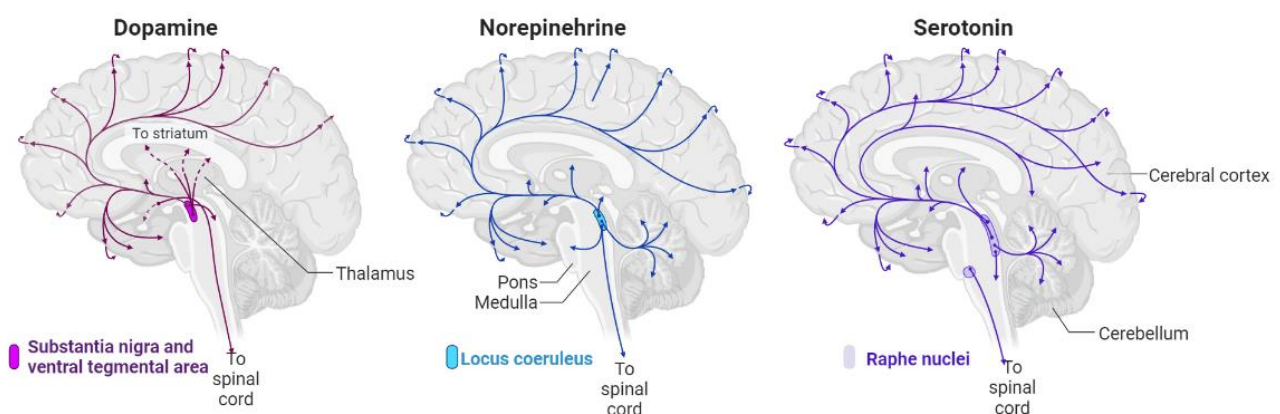 Dopamine
To striatum
Thalamus
Substantia nigra and
ventral tegmental area
To
spinal
cord
Norepinehrine
Pons
Medulla
Locus coeruleus
To
spinal
cord
Serotonin
Cerebral cortex
Cerebellum
Raphe nuclei
To
spinal
cord